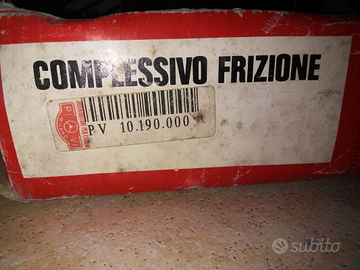 COMPLESSIVO FRIZIONE
PV 10.190.000
subito